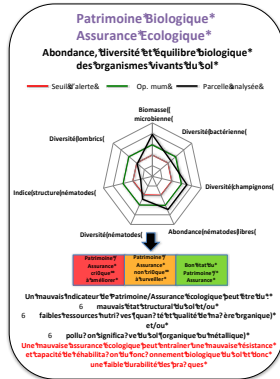 Patrimoine Biologique*
Assurance Ecologique*
Abondance, diversité et équilibre biologique
des organismes vivants du sol*
Seuil d'alerte& Op. mum& Parcelle analysée&
Biomasse(
microbienne(
Diversité lombrics(
Diversité bactérienne(
Indice structure nématodes(
Diversité champignons(
Diversité nématodes(
Abondance nématodes libres(
Patrimoine*/
Assurance*
critique*
à améliorer*
Patrimoine*/
Assurance*
non critique*
à surveiller*
Bon état du*
Patrimoine*/
Assurance*
Un mauvais indicateur de Patrimoine/Assurance écologique peut être du:*
6 mauvais état structural du sol et/ou*
6 faibles ressources nutri?ves (quan?té et qualité de ma?ère organique)*
et/ou*
6 pollu?on significa?ve du sol (organique ou métallique)*
Une mauvaise assurance écologique peut entraîner une mauvaise résistance*
et capacité de réhabilita?on du fonc?onnement biologique du sol et donc*
une faible durabilité des pra?ques*